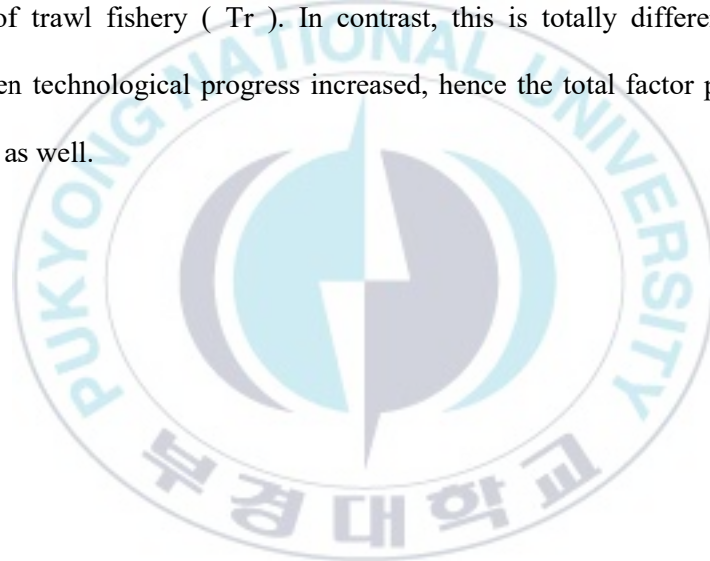 of trawl fishery ( Tr ). In contrast, this is totally differe
en technological progress increased, hence the total factor p
as well.
PUKYONG NATIONAL UNIVERSITY
부경대학교